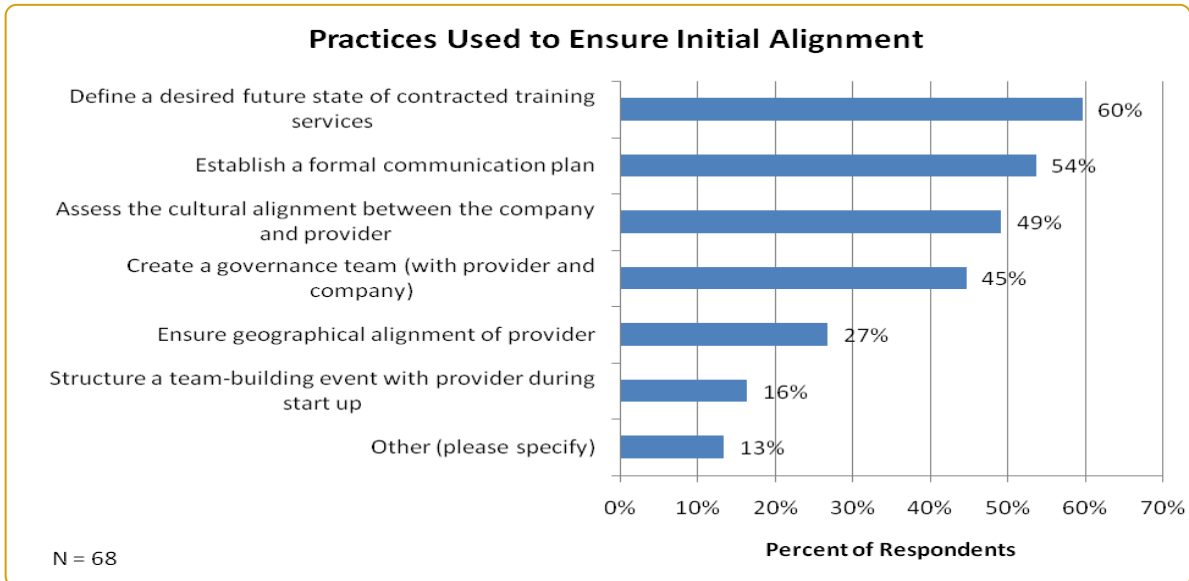 Practices Used to Ensure Initial Alignment
Define a desired future state of contracted training
services
60%
Establish a formal communication plan
54%
Assess the cultural alignment between the company
and provider
49%
Create a governance team (with provider and
company)
45%
Ensure geographical alignment of provider
27%
Structure a team-building event with provider during
start up
16%
Other (please specify)
13%
0% 10% 20% 30% 40% 50% 60% 70%
Percent of Respondents
N = 68